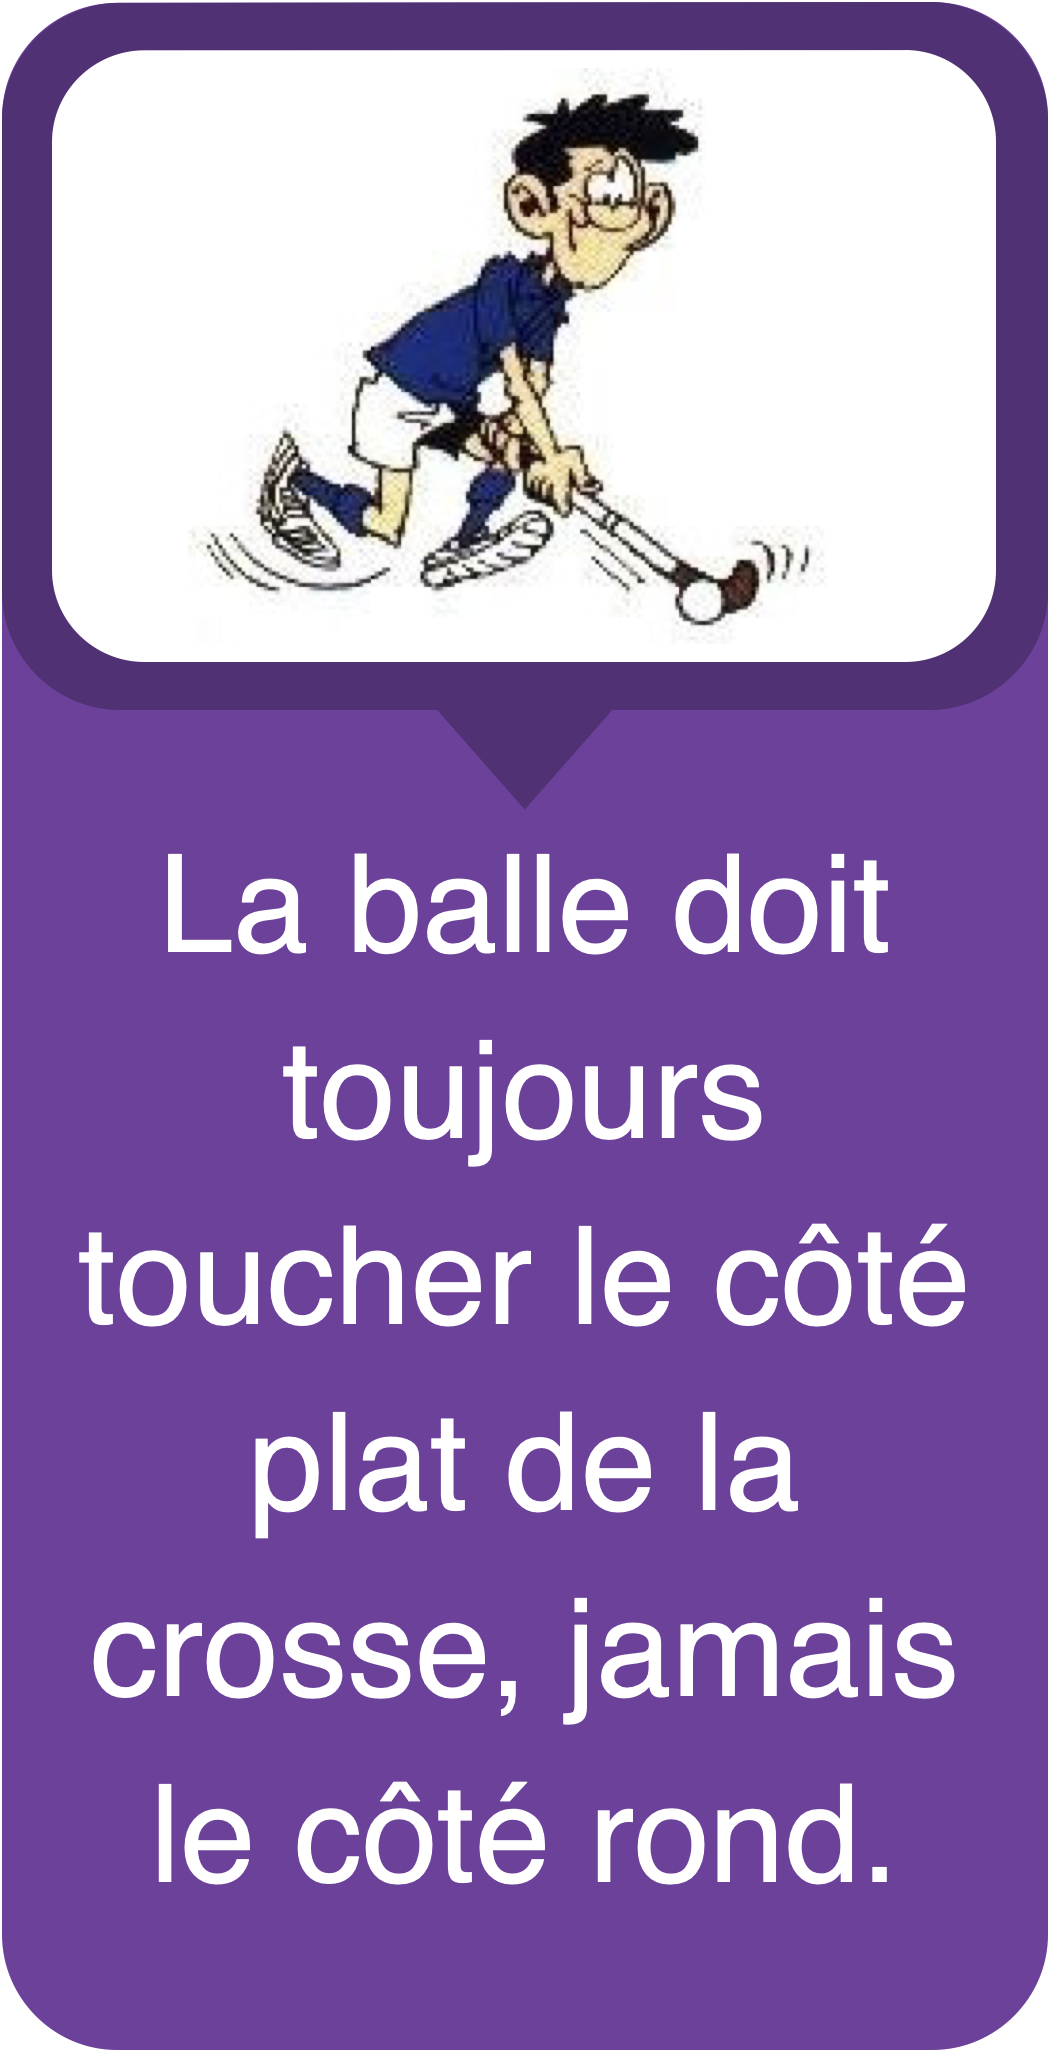 La balle doit
toujours
toucher le côté
plat de la
crosse, jamais
le côté rond.